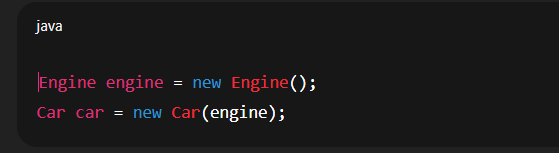 java
Engine engine = new Engine();
Car car = new Car(engine);